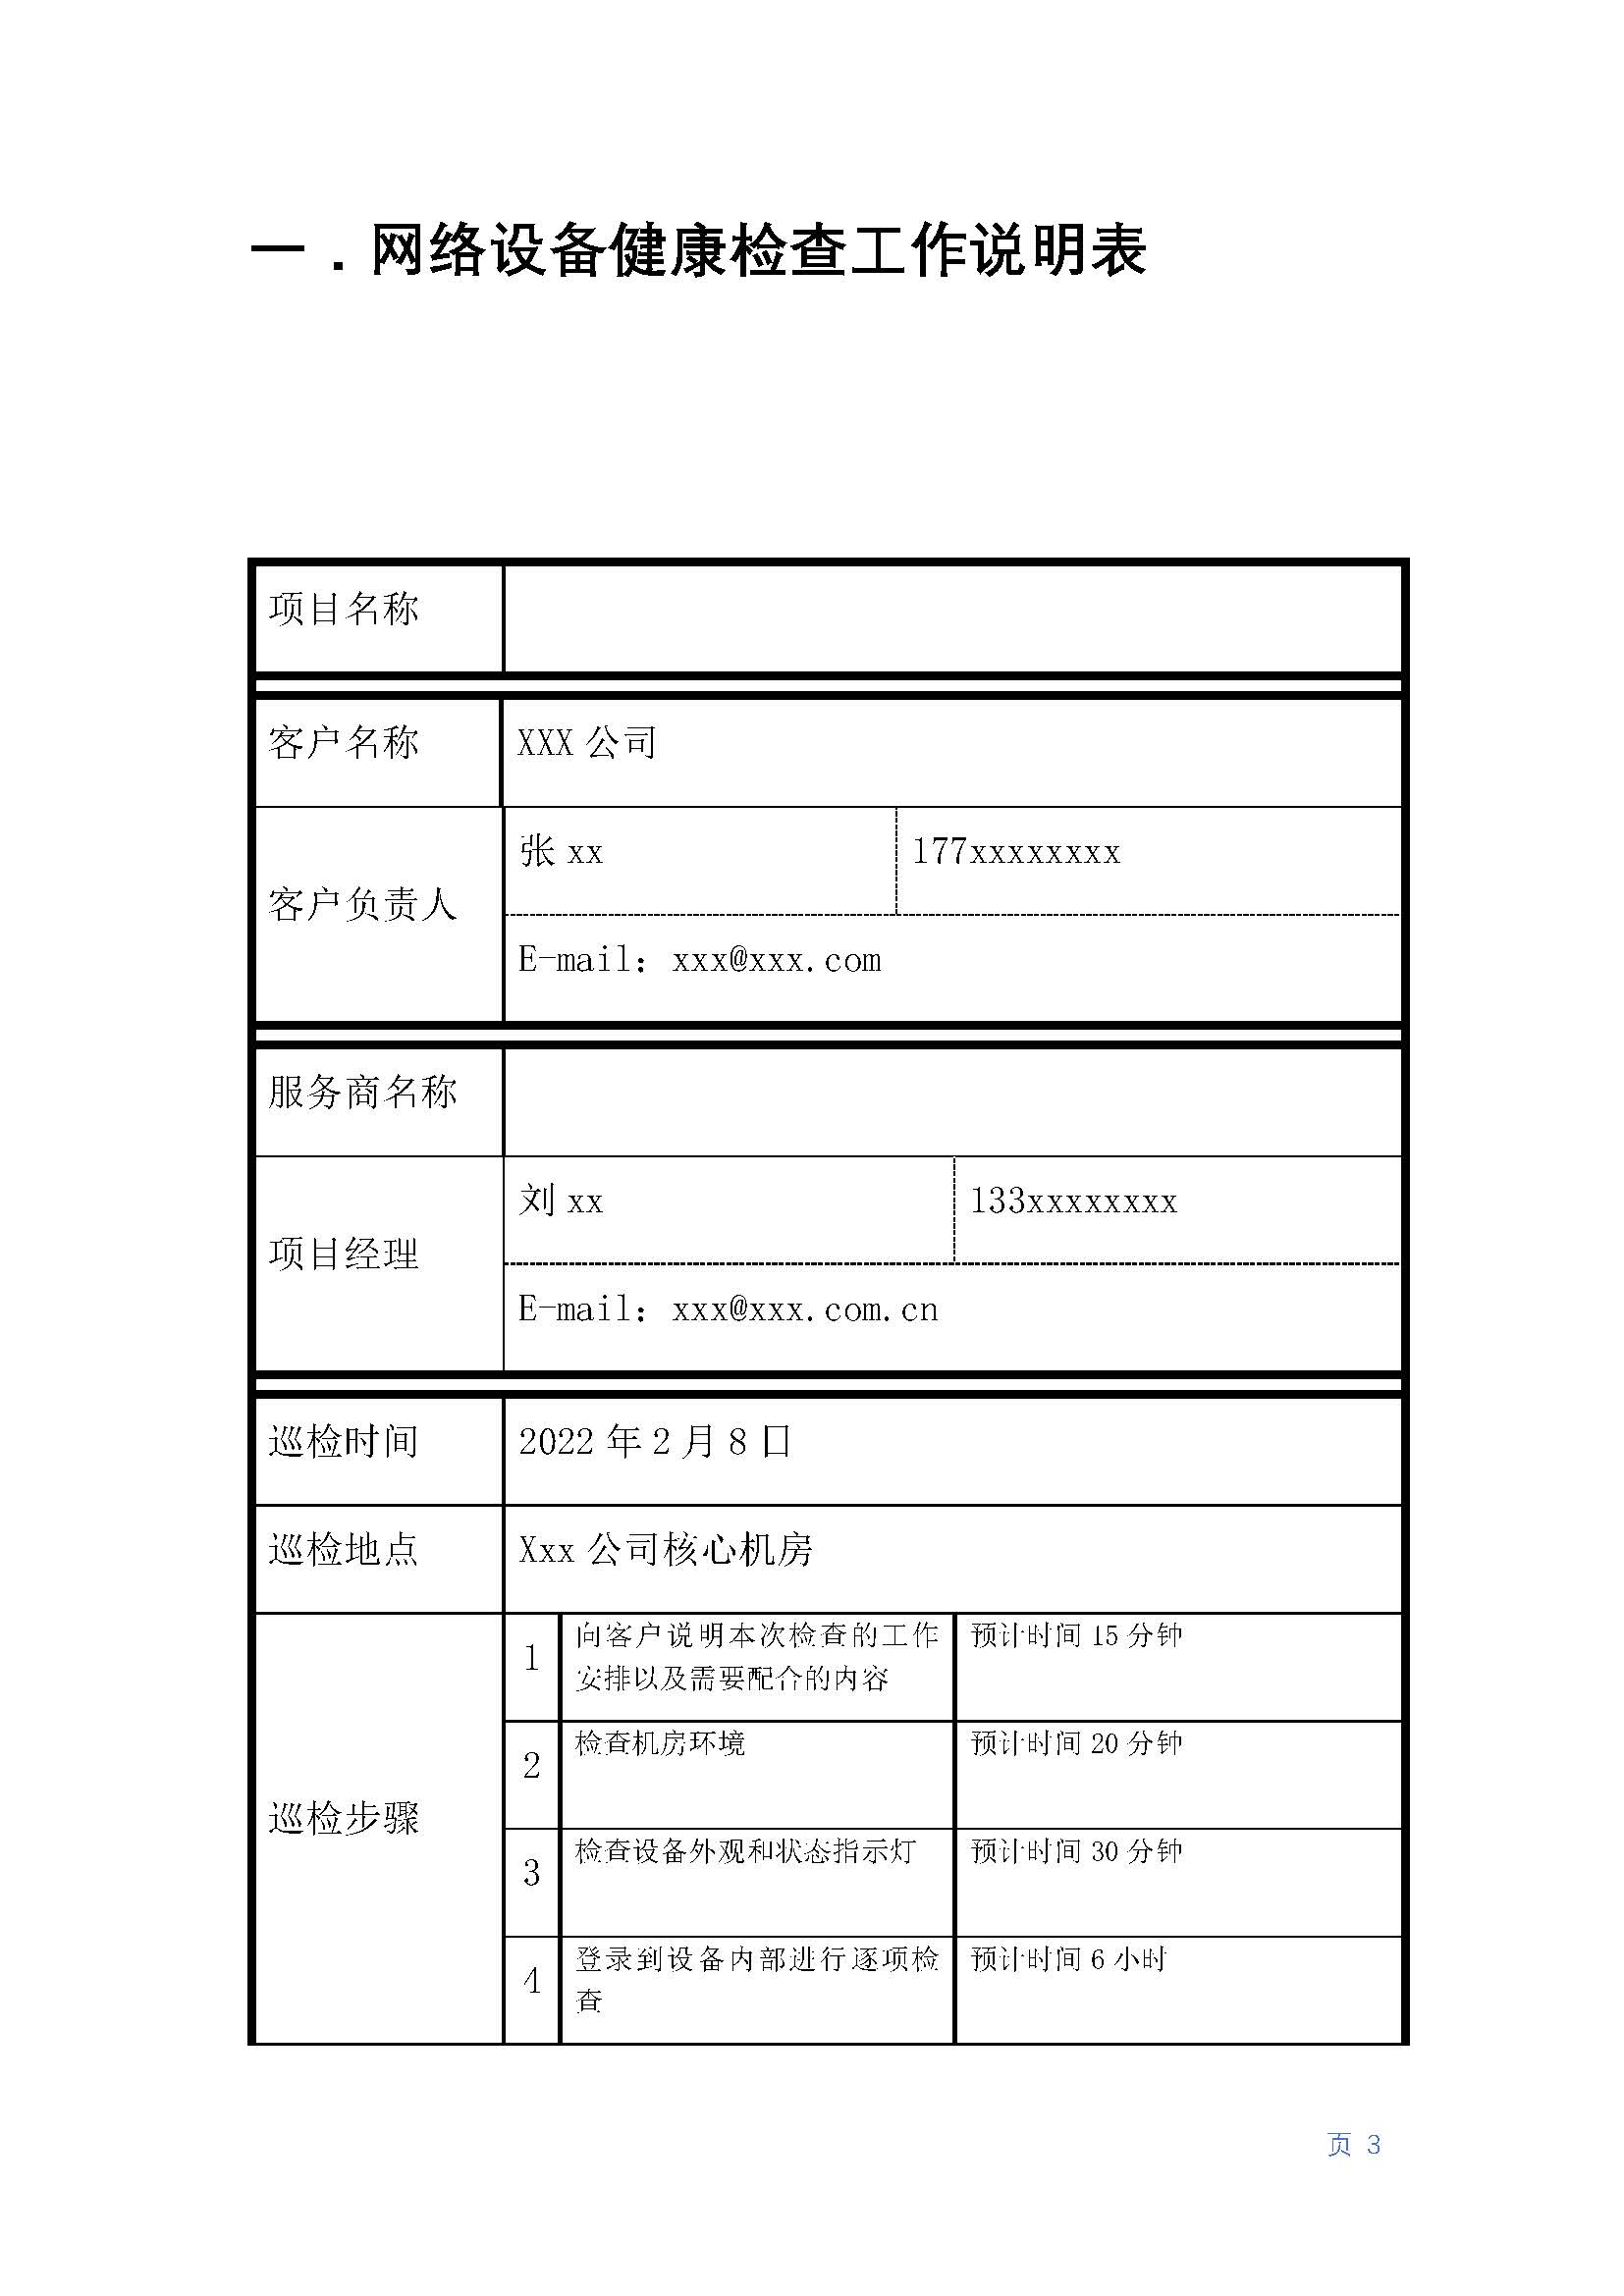 一．网络设备健康检查工作说明表
项目名称
客户名称
XXX 公司
客户负责人
张 xx
177xxxxxxxx
E-mail：xxx@xxx.com
服务商名称
项目经理
刘 xx
133xxxxxxxx
E-mail：xxx@xxx.com.cn
巡检时间
2022 年 2 月 8 日
巡检地点
Xxx 公司核心机房
巡检步骤
1
向客户说明本次检查的工作
安排以及需要配合的内容
预计时间 15 分钟
2
检查机房环境
预计时间 20 分钟
3
检查设备外观和状态指示灯
预计时间 30 分钟
4
登录到设备内部进行逐项检
查
预计时间 6 小时
页 3